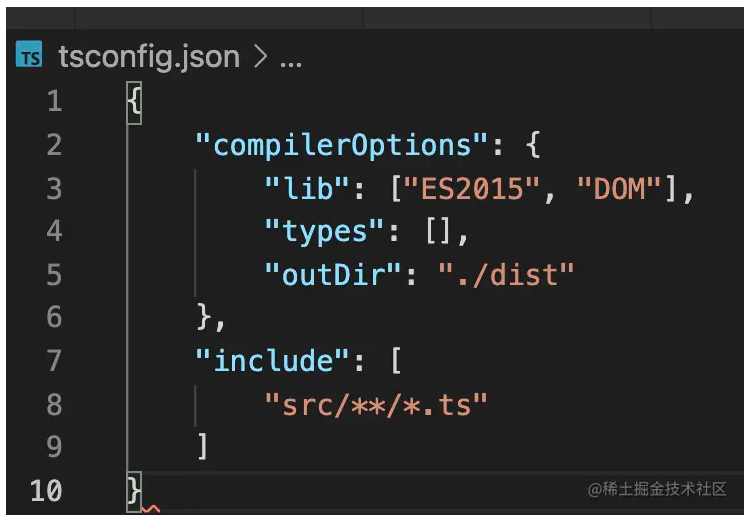 TS tsconfig.json > ...
1 {
2 "compilerOptions": {
3 "lib": ["ES2015", "DOM"],
4 "types": [],
5 "outDir": "./dist"
6 },
7 "include": [
8 "src/**/*.ts"
9 ]
10 }
@稀土掘金技术社区